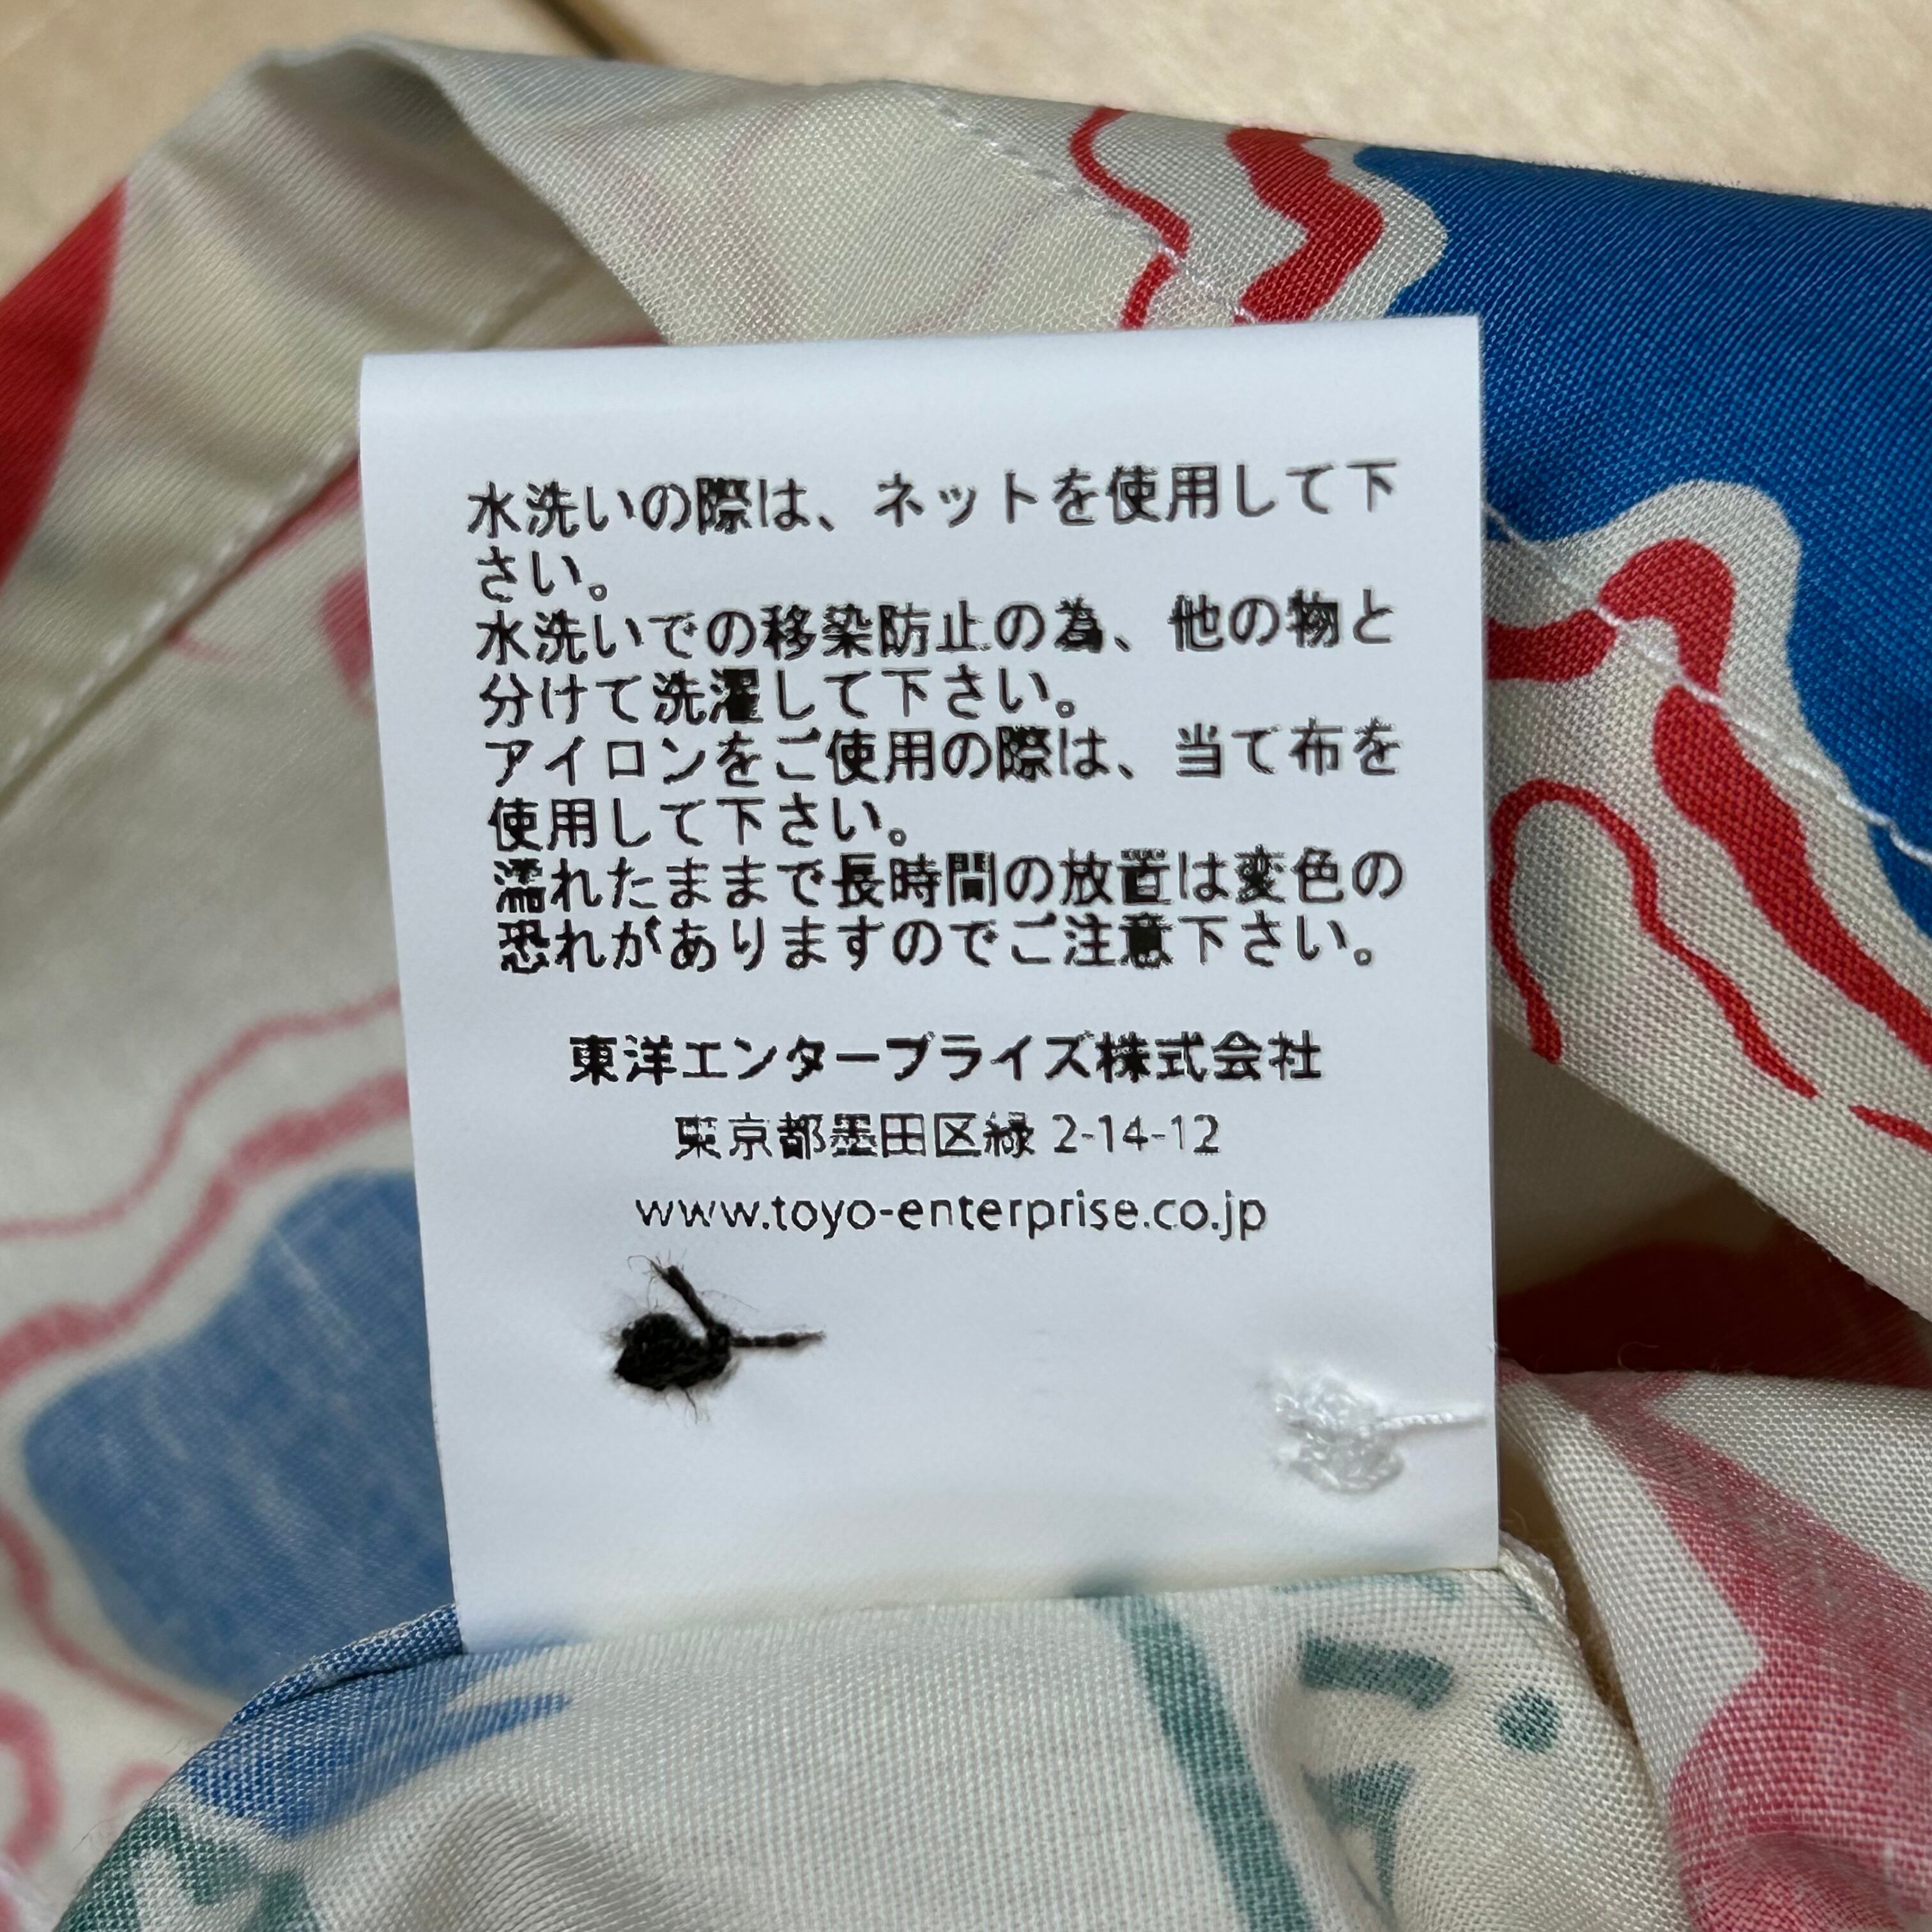 水洗いの際は、ネットを使用して下
さい。
水洗いでの移染防止の為、他の物と
分けて洗濯して下さい。
アイロンをご使用の際は、当て布を
使用して下さい。
濡れたままで長時間の放置は変色の
恐れがありますのでご注意下さい。
東洋エンタープライズ株式会社
東京都墨田区緑 2-14-12
www.toyo-enterprise.co.jp